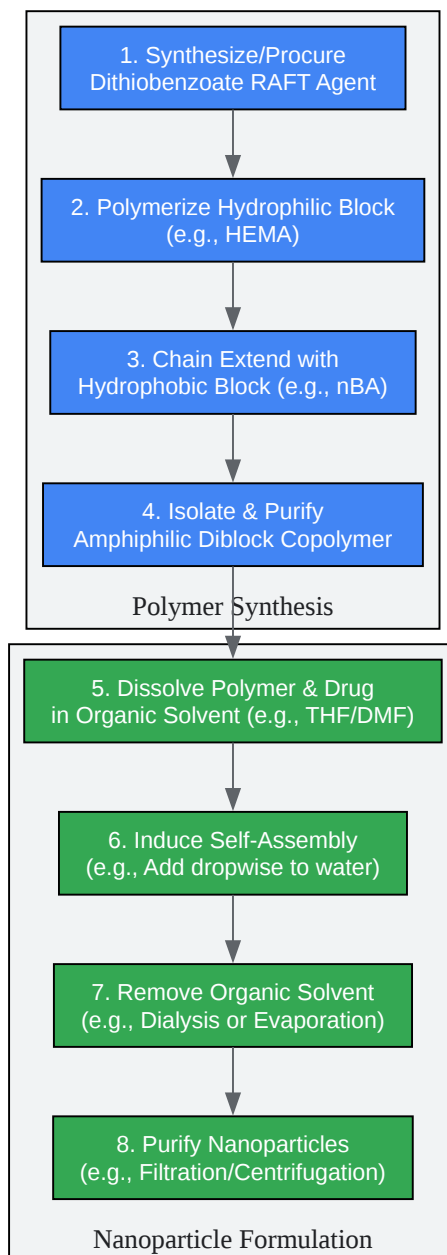 1. Synthesize/Procure
Dithiobenzoate RAFT Agent
2. Polymerize Hydrophilic Block
(e.g., HEMA)
3. Chain Extend with
Hydrophobic Block (e.g., nBA)
4. Isolate & Purify
Amphiphilic Diblock Copolymer
Polymer Synthesis
5. Dissolve Polymer & Drug
in Organic Solvent (e.g., THF/DMF)
6. Induce Self-Assembly
(e.g., Add dropwise to water)
7. Remove Organic Solvent
(e.g., Dialysis or Evaporation)
8. Purify Nanoparticles
(e.g., Filtration/Centrifugation)
Nanoparticle Formulation